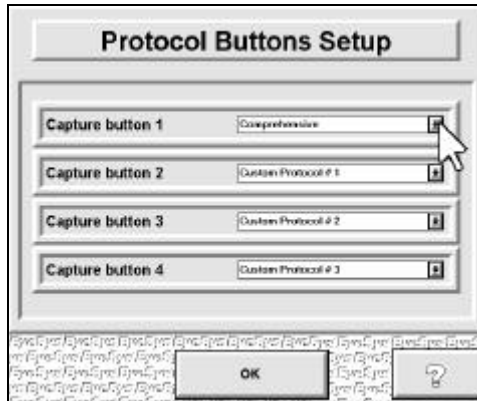 Protocol Buttons Setup
Capture button 1 Comprehensive
Capture button 2 Custom Protocol # 1
Capture button 3 Custom Protocol # 2
Capture button 4 Custom Protocol # 3
OK
?